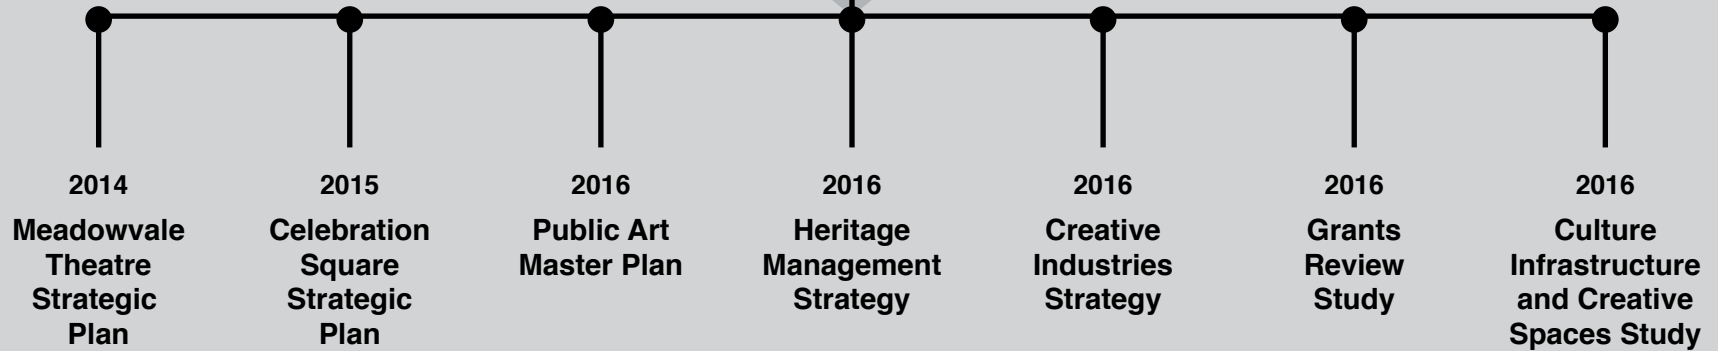 2014
Meadowvale
Theatre
Strategic
Plan
2015
Celebration
Square
Strategic
Plan
2016
Public Art
Master Plan
2016
Heritage
Management
Strategy
2016
Creative
Industries
Strategy
2016
Grants
Review
Study
2016
Culture
Infrastructure
and Creative
Spaces Study